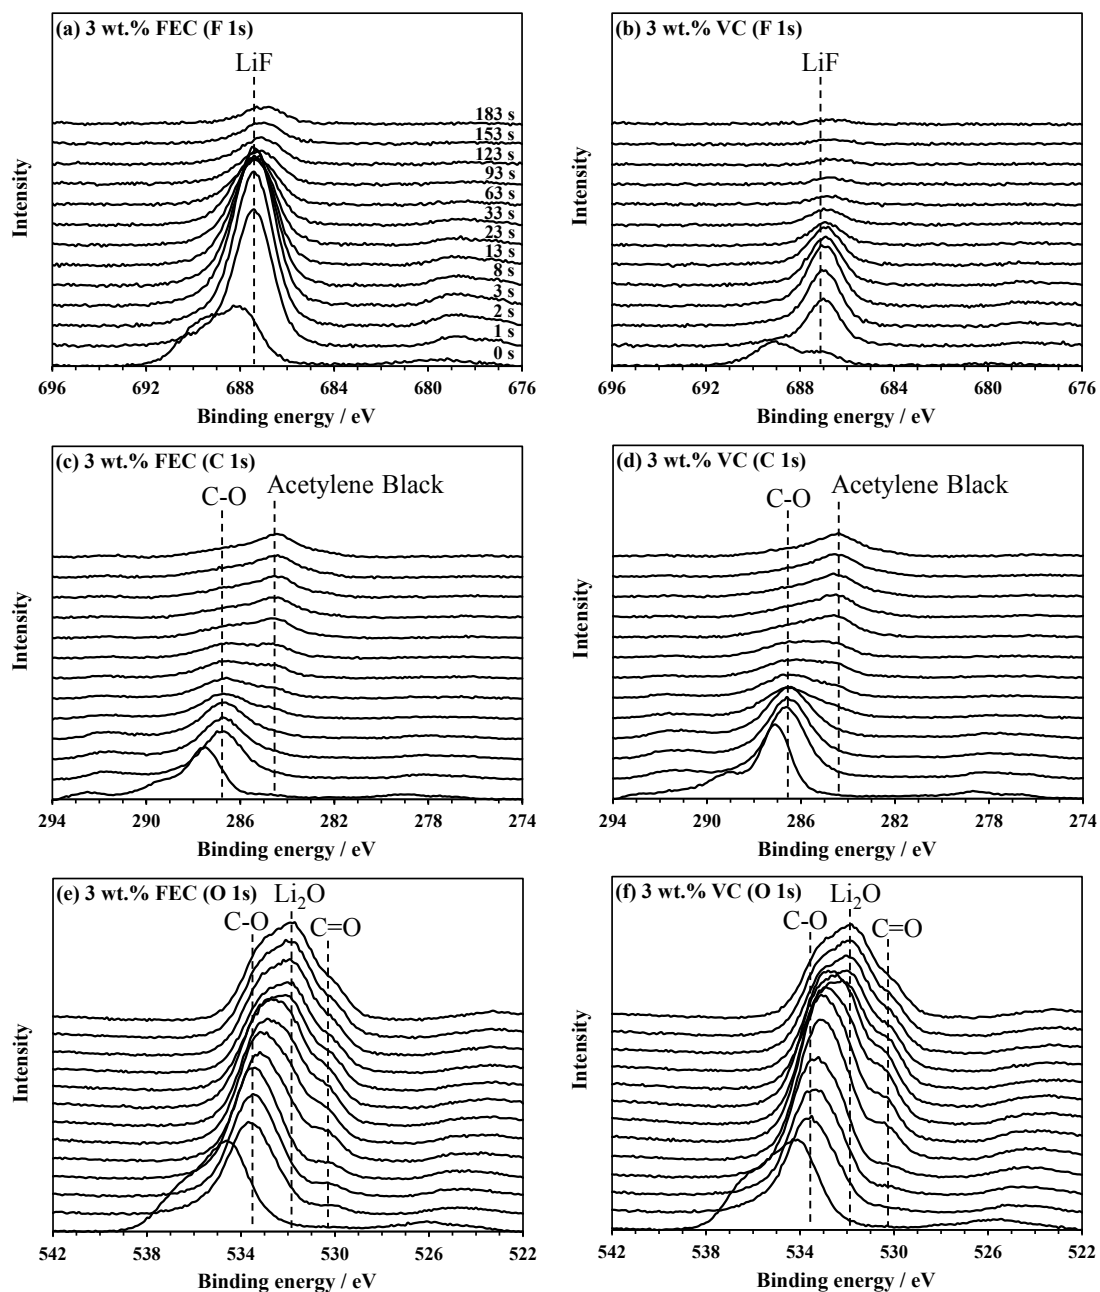 (a) 3 wt.% FEC (F 1s)
LiF
183 s
153 s
123 s
93 s
63 s
33 s
23 s
13 s
8 s
3 s
2 s
1 s
0 s
Intensity
696 692 688 684 680 676
Binding energy / eV
(b) 3 wt.% VC (F 1s)
LiF
Intensity
696 692 688 684 680 676
Binding energy / eV
(c) 3 wt.% FEC (C 1s)
C-O Acetylene Black
Intensity
294 290 286 282 278 274
Binding energy / eV
(d) 3 wt.% VC (C 1s)
C-O Acetylene Black
Intensity
294 290 286 282 278 274
Binding energy / eV
(e) 3 wt.% FEC (O 1s)
C-O Li₂O C=O
Intensity
542 538 534 530 526 522
Binding energy / eV
(f) 3 wt.% VC (O 1s)
C-O Li₂O C=O
Intensity
542 538 534 530 526 522
Binding energy / eV